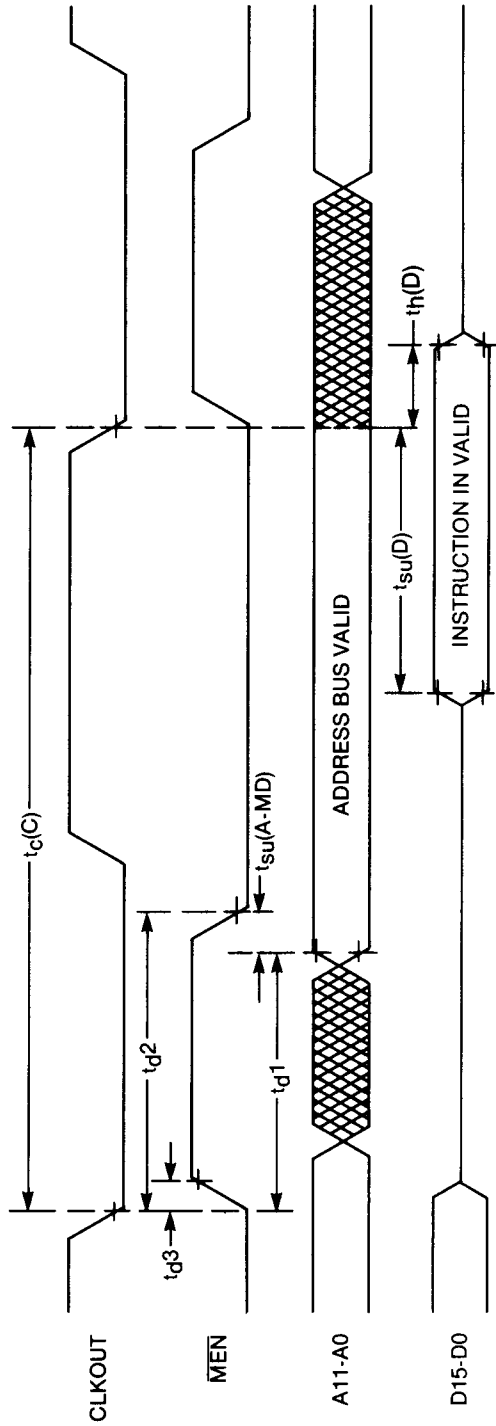 CLKOUT
tc(C)
M̅E̅N̅
td3
td2
tsu(A-MD)
td1
A11-A0
ADDRESS BUS VALID
D15-D0
tsu(D)
th(D)
INSTRUCTION IN VALID